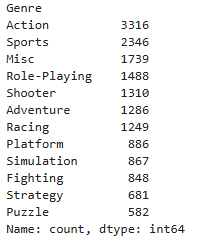 Genre
Action          3316
Sports          2346
Misc            1739
Role-Playing    1488
Shooter         1310
Adventure       1286
Racing          1249
Platform         886
Simulation       867
Fighting         848
Strategy         681
Puzzle           582
Name: count, dtype: int64